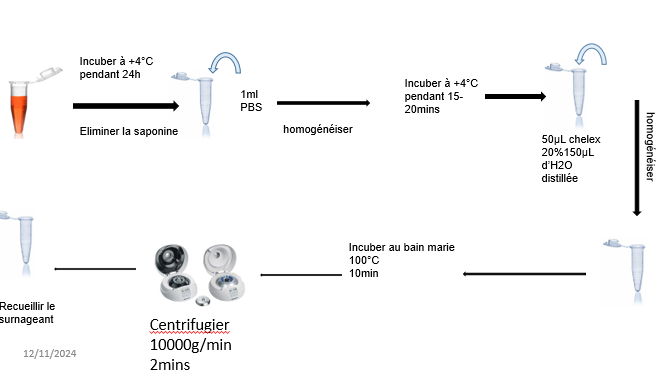 Incuber à +4°C
pendant 24h
Eliminer la saponine
1ml
PBS
homogénéiser
Incuber à +4°C
pendant 15-
20mins
50µL chelex
20%150µL
d'H2O
distillée
homogénéiser
Incuber au bain marie
100°C
10min
Centrifugier
10000g/min
2mins
Recueillir le
surnageant
12/11/2024